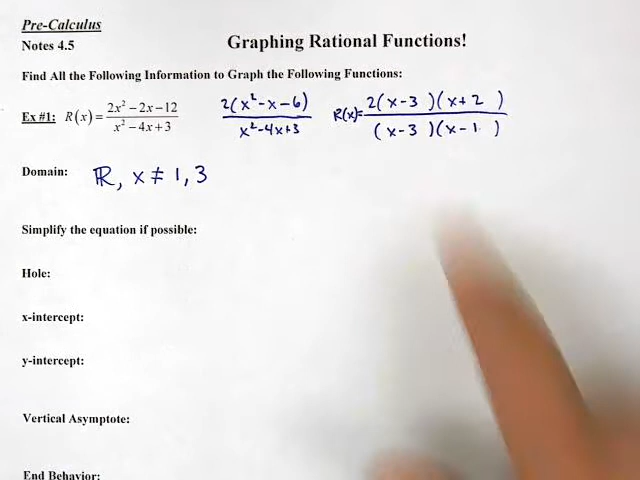 Pre-Calculus
Notes 4.5
Graphing Rational Functions!
Find All the Following Information to Graph the Following Functions:
Ex #1: R(x) = (2x² − 2x − 12)/(x² − 4x + 3)   2(x² − x − 6)/(x² − 4x + 3)   R(x) = 2(x − 3)(x + 2)/((x − 3)(x − 1))
Domain: ℝ, x ≠ 1, 3
Simplify the equation if possible:
Hole:
x-intercept:
y-intercept:
Vertical Asymptote:
End Behavior: